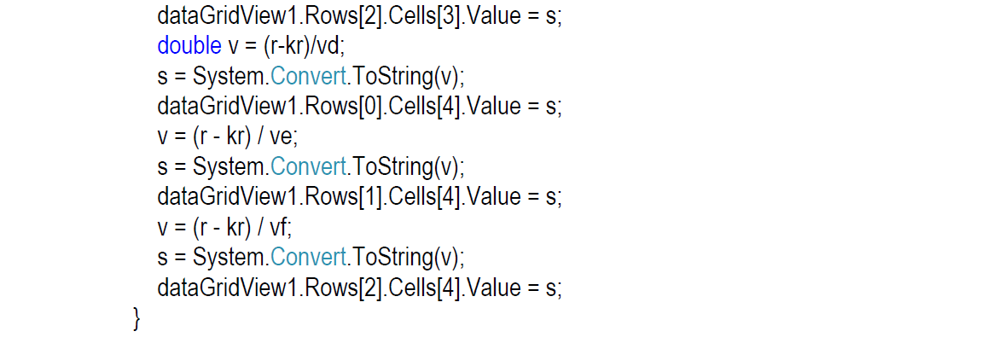 dataGridView1.Rows[2].Cells[3].Value = s;
double v = (r-kr)/vd;
s = System.Convert.ToString(v);
dataGridView1.Rows[0].Cells[4].Value = s;
v = (r - kr) / ve;
s = System.Convert.ToString(v);
dataGridView1.Rows[1].Cells[4].Value = s;
v = (r - kr) / vf;
s = System.Convert.ToString(v);
dataGridView1.Rows[2].Cells[4].Value = s;
}